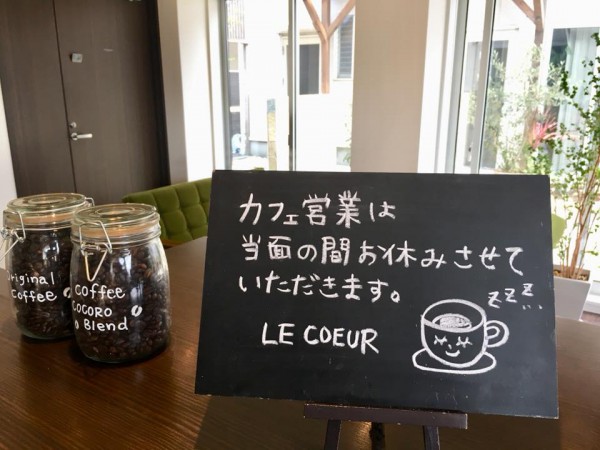 カフェ営業は
当面の間お休みさせて
いただきます。
LE COEUR
zzz...
Original
Coffee
Coffee
COCORO
Blend